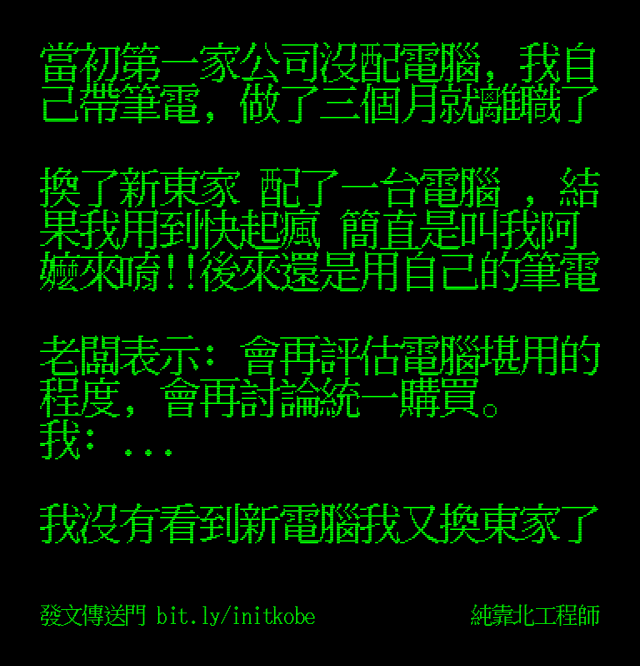 當初第一家公司沒配電腦, 我自
己帶筆電, 做了三個月就離職了
換了新東家 配了一台電腦 , 結
果我用到快起瘋 簡直是叫我阿
嬤來唷!!後來還是用自己的筆電
老闆表示: 會再評估電腦堪用的
程度, 會再討論統一購買。
我: ...
我沒有看到新電腦我又換東家了
發文傳送門 bit.ly/initkobe
純靠北工程師